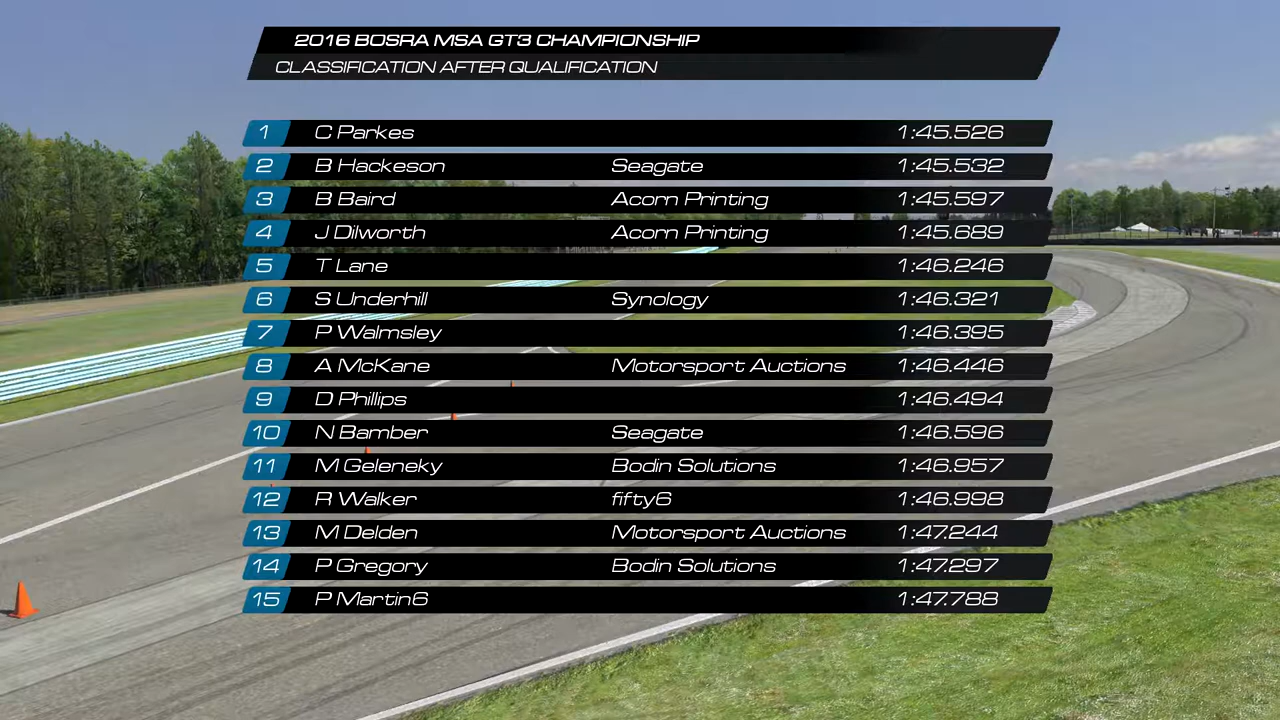 2016 BOSRA MSA GT3 CHAMPIONSHIP
CLASSIFICATION AFTER QUALIFICATION
1 C Parkes 1:45.526
2 B Hackeson Seagate 1:45.532
3 B Baird Acorn Printing 1:45.597
4 J Dilworth Acorn Printing 1:45.689
5 T Lane 1:46.246
6 S Underhill Synology 1:46.321
7 P Walmsley 1:46.395
8 A McKane Motorsport Auctions 1:46.446
9 D Phillips 1:46.494
10 N Bamber Seagate 1:46.596
11 M Geleneky Bodin Solutions 1:46.957
12 R Walker fifty6 1:46.998
13 M Delden Motorsport Auctions 1:47.244
14 P Gregory Bodin Solutions 1:47.297
15 P Martin6 1:47.788